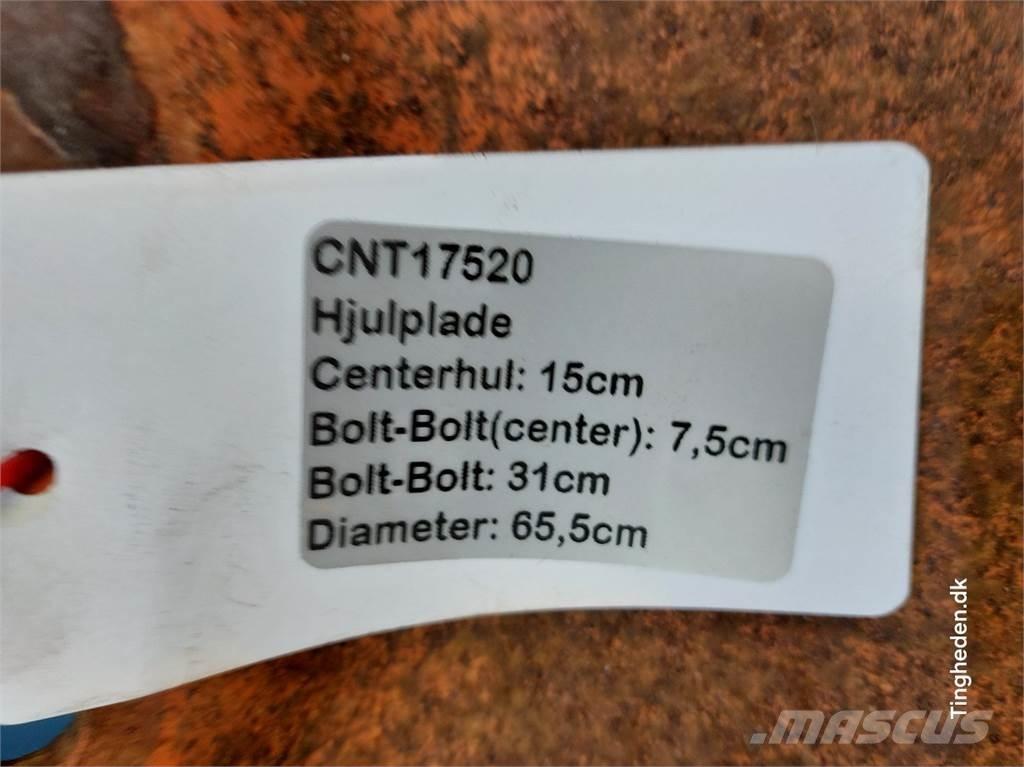 CNT17520
Hjulplade
Centerhul: 15cm
Bolt-Bolt(center): 7,5cm
Bolt-Bolt: 31cm
Diameter: 65,5cm
Tingheden.dk
MASCUS